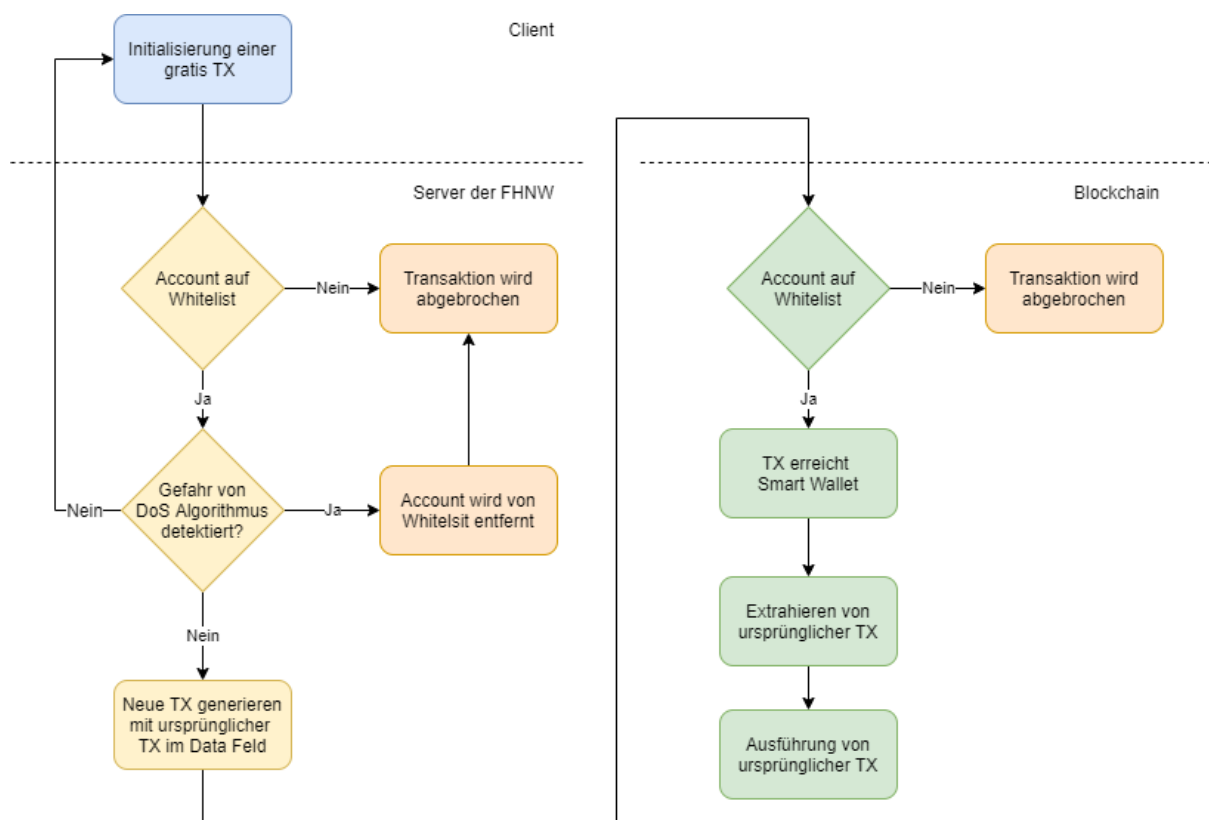 Client
Initialisierung einer
gratis TX
Server der FHNW
Account auf
Whitelist
Nein
Transaktion wird
abgebrochen
Ja
Gefahr von
DoS Algorithmus
detektiert?
Nein
Ja
Account wird von
Whitelsit entfernt
Nein
Neue TX generieren
mit ursprünglicher
TX im Data Feld
Blockchain
Account auf
Whitelist
Nein
Transaktion wird
abgebrochen
Ja
TX erreicht
Smart Wallet
Extrahieren von
ursprünglicher TX
Ausführung von
ursprünglicher TX